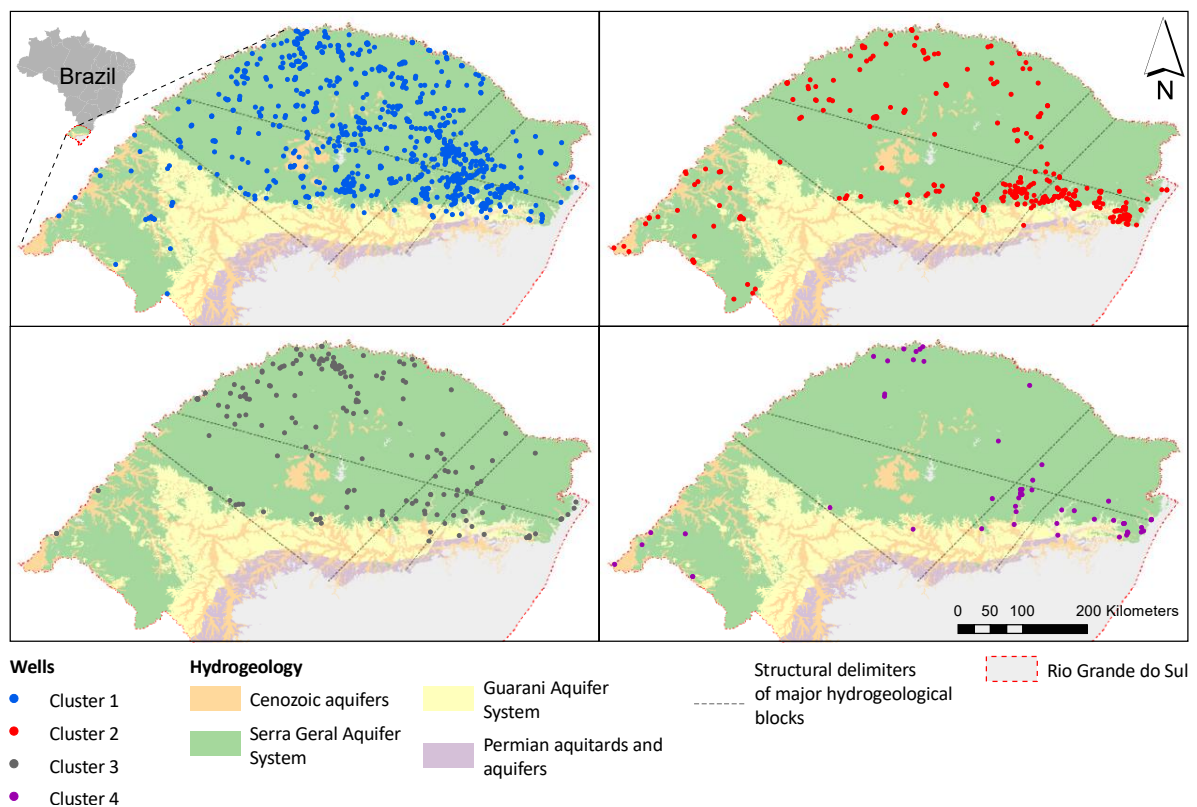 Brazil
N
0 50 100 200 Kilometers
Wells
Cluster 1
Cluster 2
Cluster 3
Cluster 4
Hydrogeology
Cenozoic aquifers
Serra Geral Aquifer
System
Guarani Aquifer
System
Permian aquitards and
aquifers
Structural delimiters
of major hydrogeological
blocks
Rio Grande do Sul